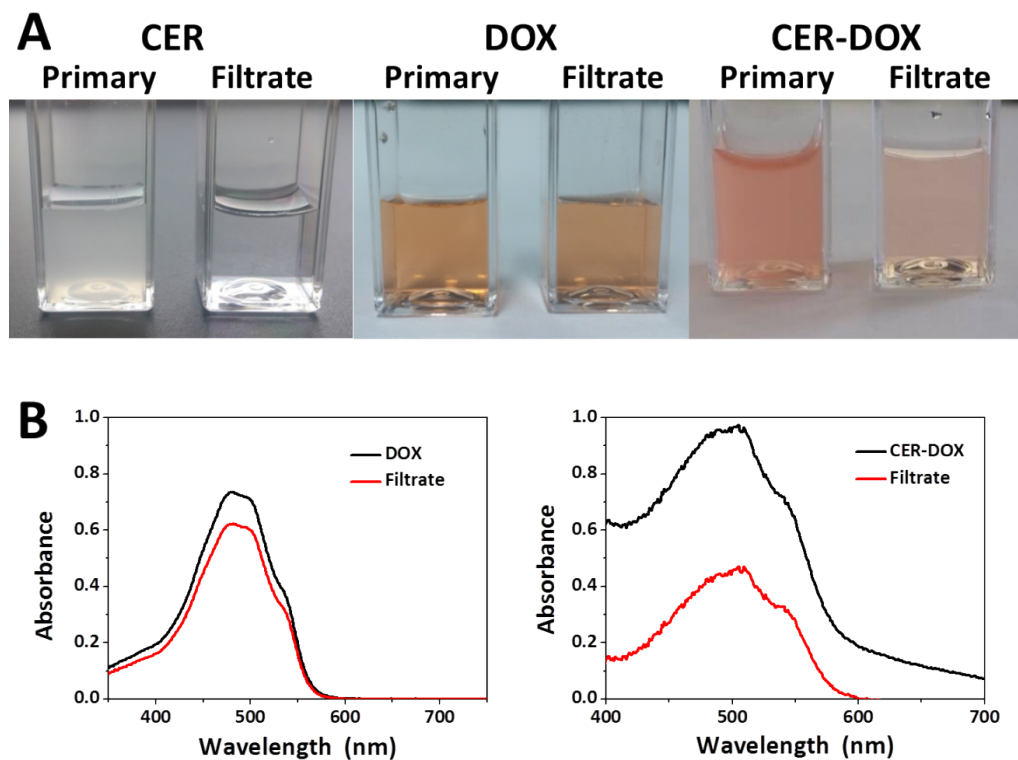 A
CER DOX CER-DOX
Primary Filtrate Primary Filtrate Primary Filtrate
B
1.0
0.8
0.6
0.4
0.2
0.0
Absorbance
DOX
Filtrate
400 500 600 700
Wavelength (nm)
1.0
0.8
0.6
0.4
0.2
0.0
Absorbance
CER-DOX
Filtrate
400 500 600 700
Wavelength (nm)